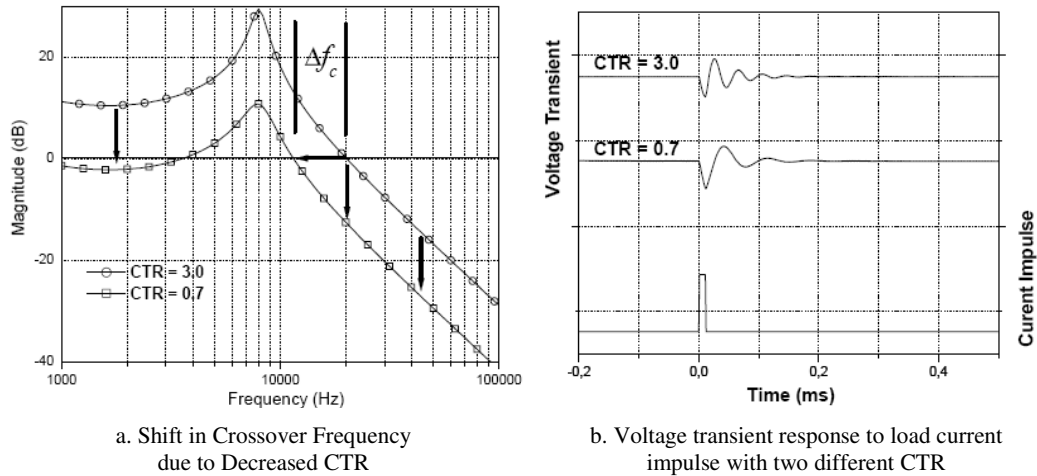 20
0
-20
-40
Magnitude (dB)
Δf_c
CTR = 3.0
CTR = 0.7
1000
10000
100000
Frequency (Hz)
a. Shift in Crossover Frequency
due to Decreased CTR
Voltage Transient
CTR = 3.0
CTR = 0.7
Curent Impulse
-0,2
0,0
0,2
0,4
Time (ms)
b. Voltage transient response to load current
impulse with two different CTR